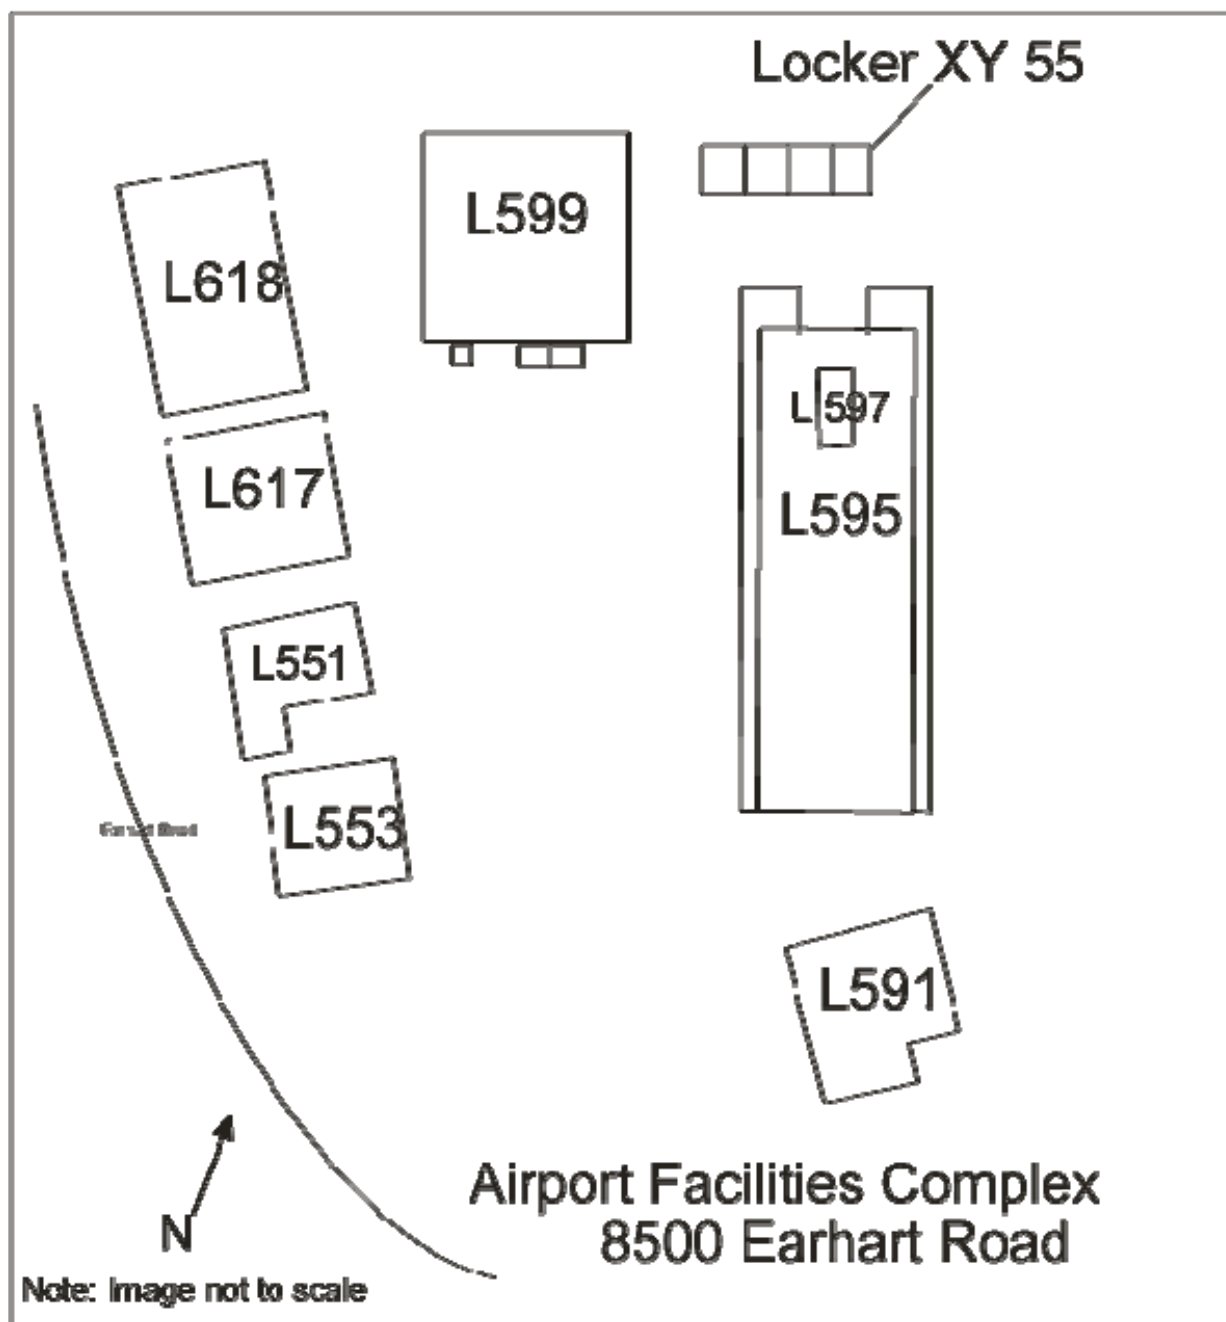 Locker XY 55
L599
L618
L597
L617
L595
L551
L553
L591
Airport Facilities Complex
8500 Earhart Road
N
Note: Image not to scale